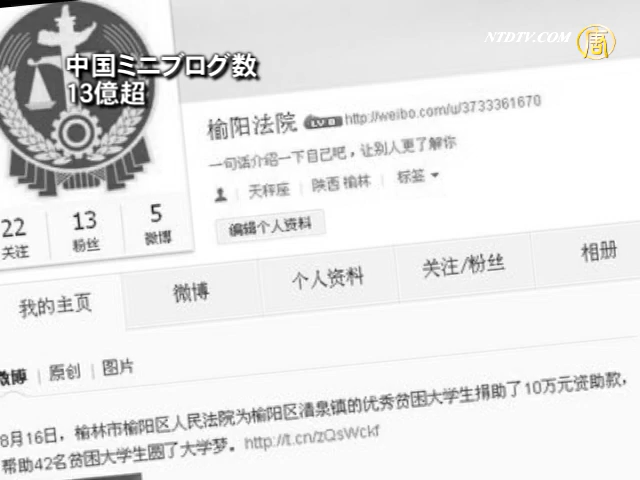 NTDTV.COM 唐
中国ミニブログ数
13億超
榆阳法院 LV 0 http://weibo.com/u/3733361670
一句话介绍一下自己吧，让别人更了解你
天秤座 | 陕西 榆林 | 标签
编辑个人资料
22 13 5
关注 粉丝 微博
我的主页 微博 个人资料 关注/粉丝 相册
微博 | 原创 | 图片
8月16日，榆林市榆阳区人民法院为榆阳区清泉镇的优秀贫困大学生捐助了10万元资助款，
帮助42名贫困大学生圆了大学梦。http://t.cn/zQsWckf